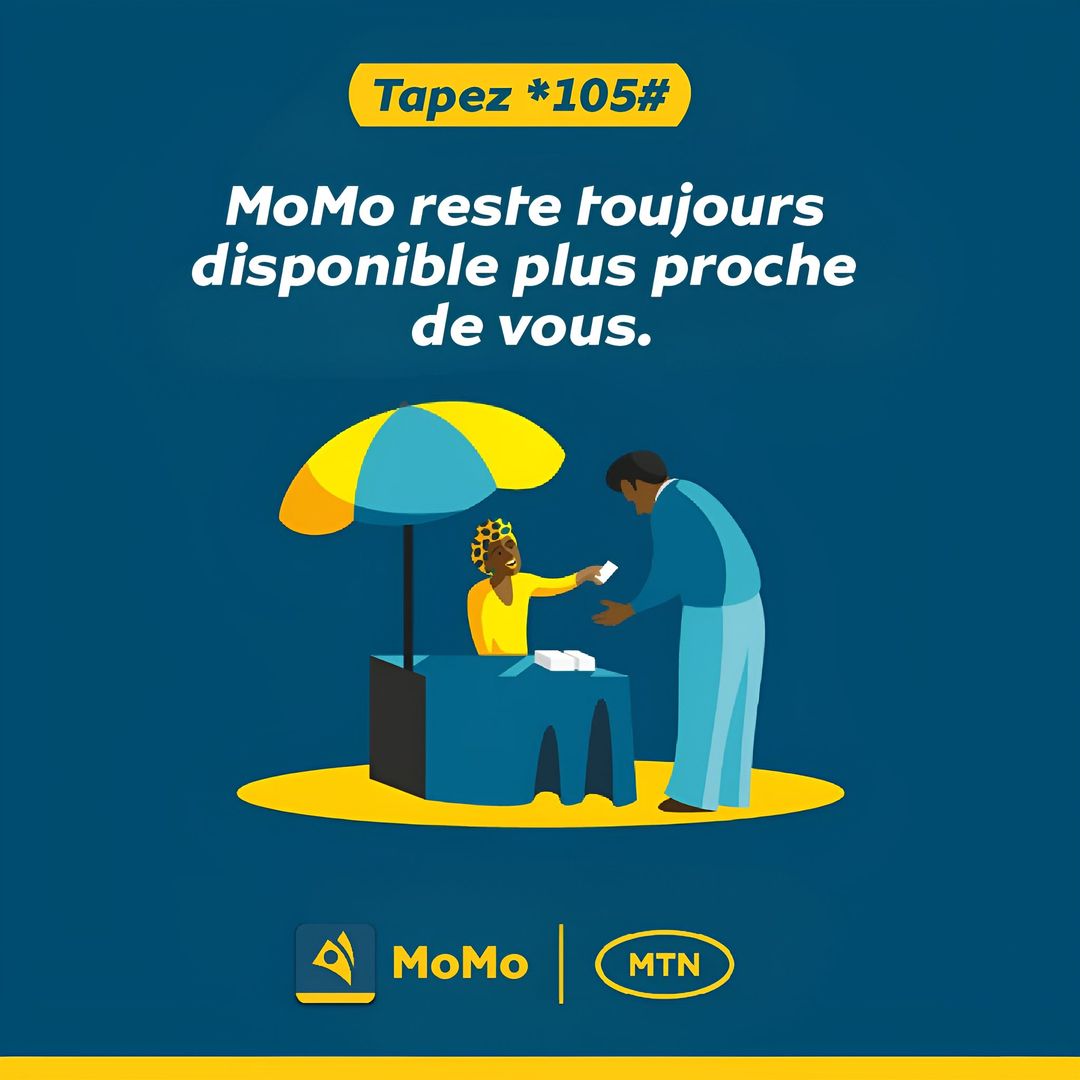 Tapez *105#
MoMo reste toujours
disponible plus proche
de vous.
MoMo
MTN